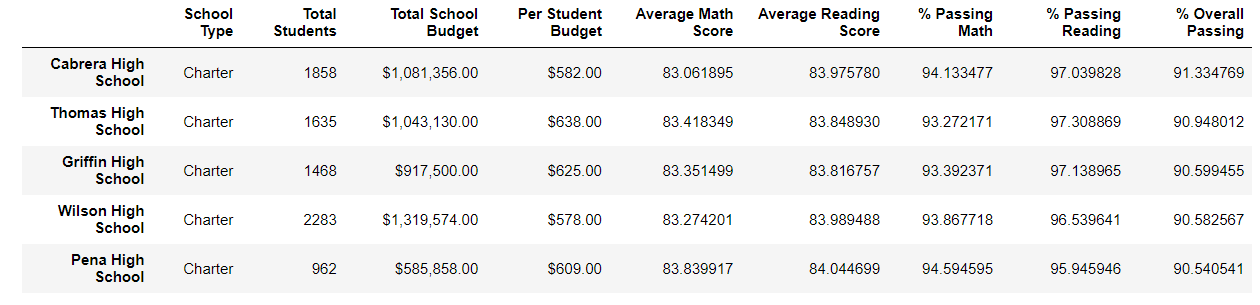 School Type Total Students Total School Budget Per Student Budget Average Math Score Average Reading Score % Passing Math % Passing Reading % Overall Passing
Cabrera High School Charter 1858 $1,081,356.00 $582.00 83.061895 83.975780 94.133477 97.039828 91.334769
Thomas High School Charter 1635 $1,043,130.00 $638.00 83.418349 83.848930 93.272171 97.308869 90.948012
Griffin High School Charter 1468 $917,500.00 $625.00 83.351499 83.816757 93.392371 97.138965 90.599455
Wilson High School Charter 2283 $1,319,574.00 $578.00 83.274201 83.989488 93.867718 96.539641 90.582567
Pena High School Charter 962 $585,858.00 $609.00 83.839917 84.044699 94.594595 95.945946 90.540541